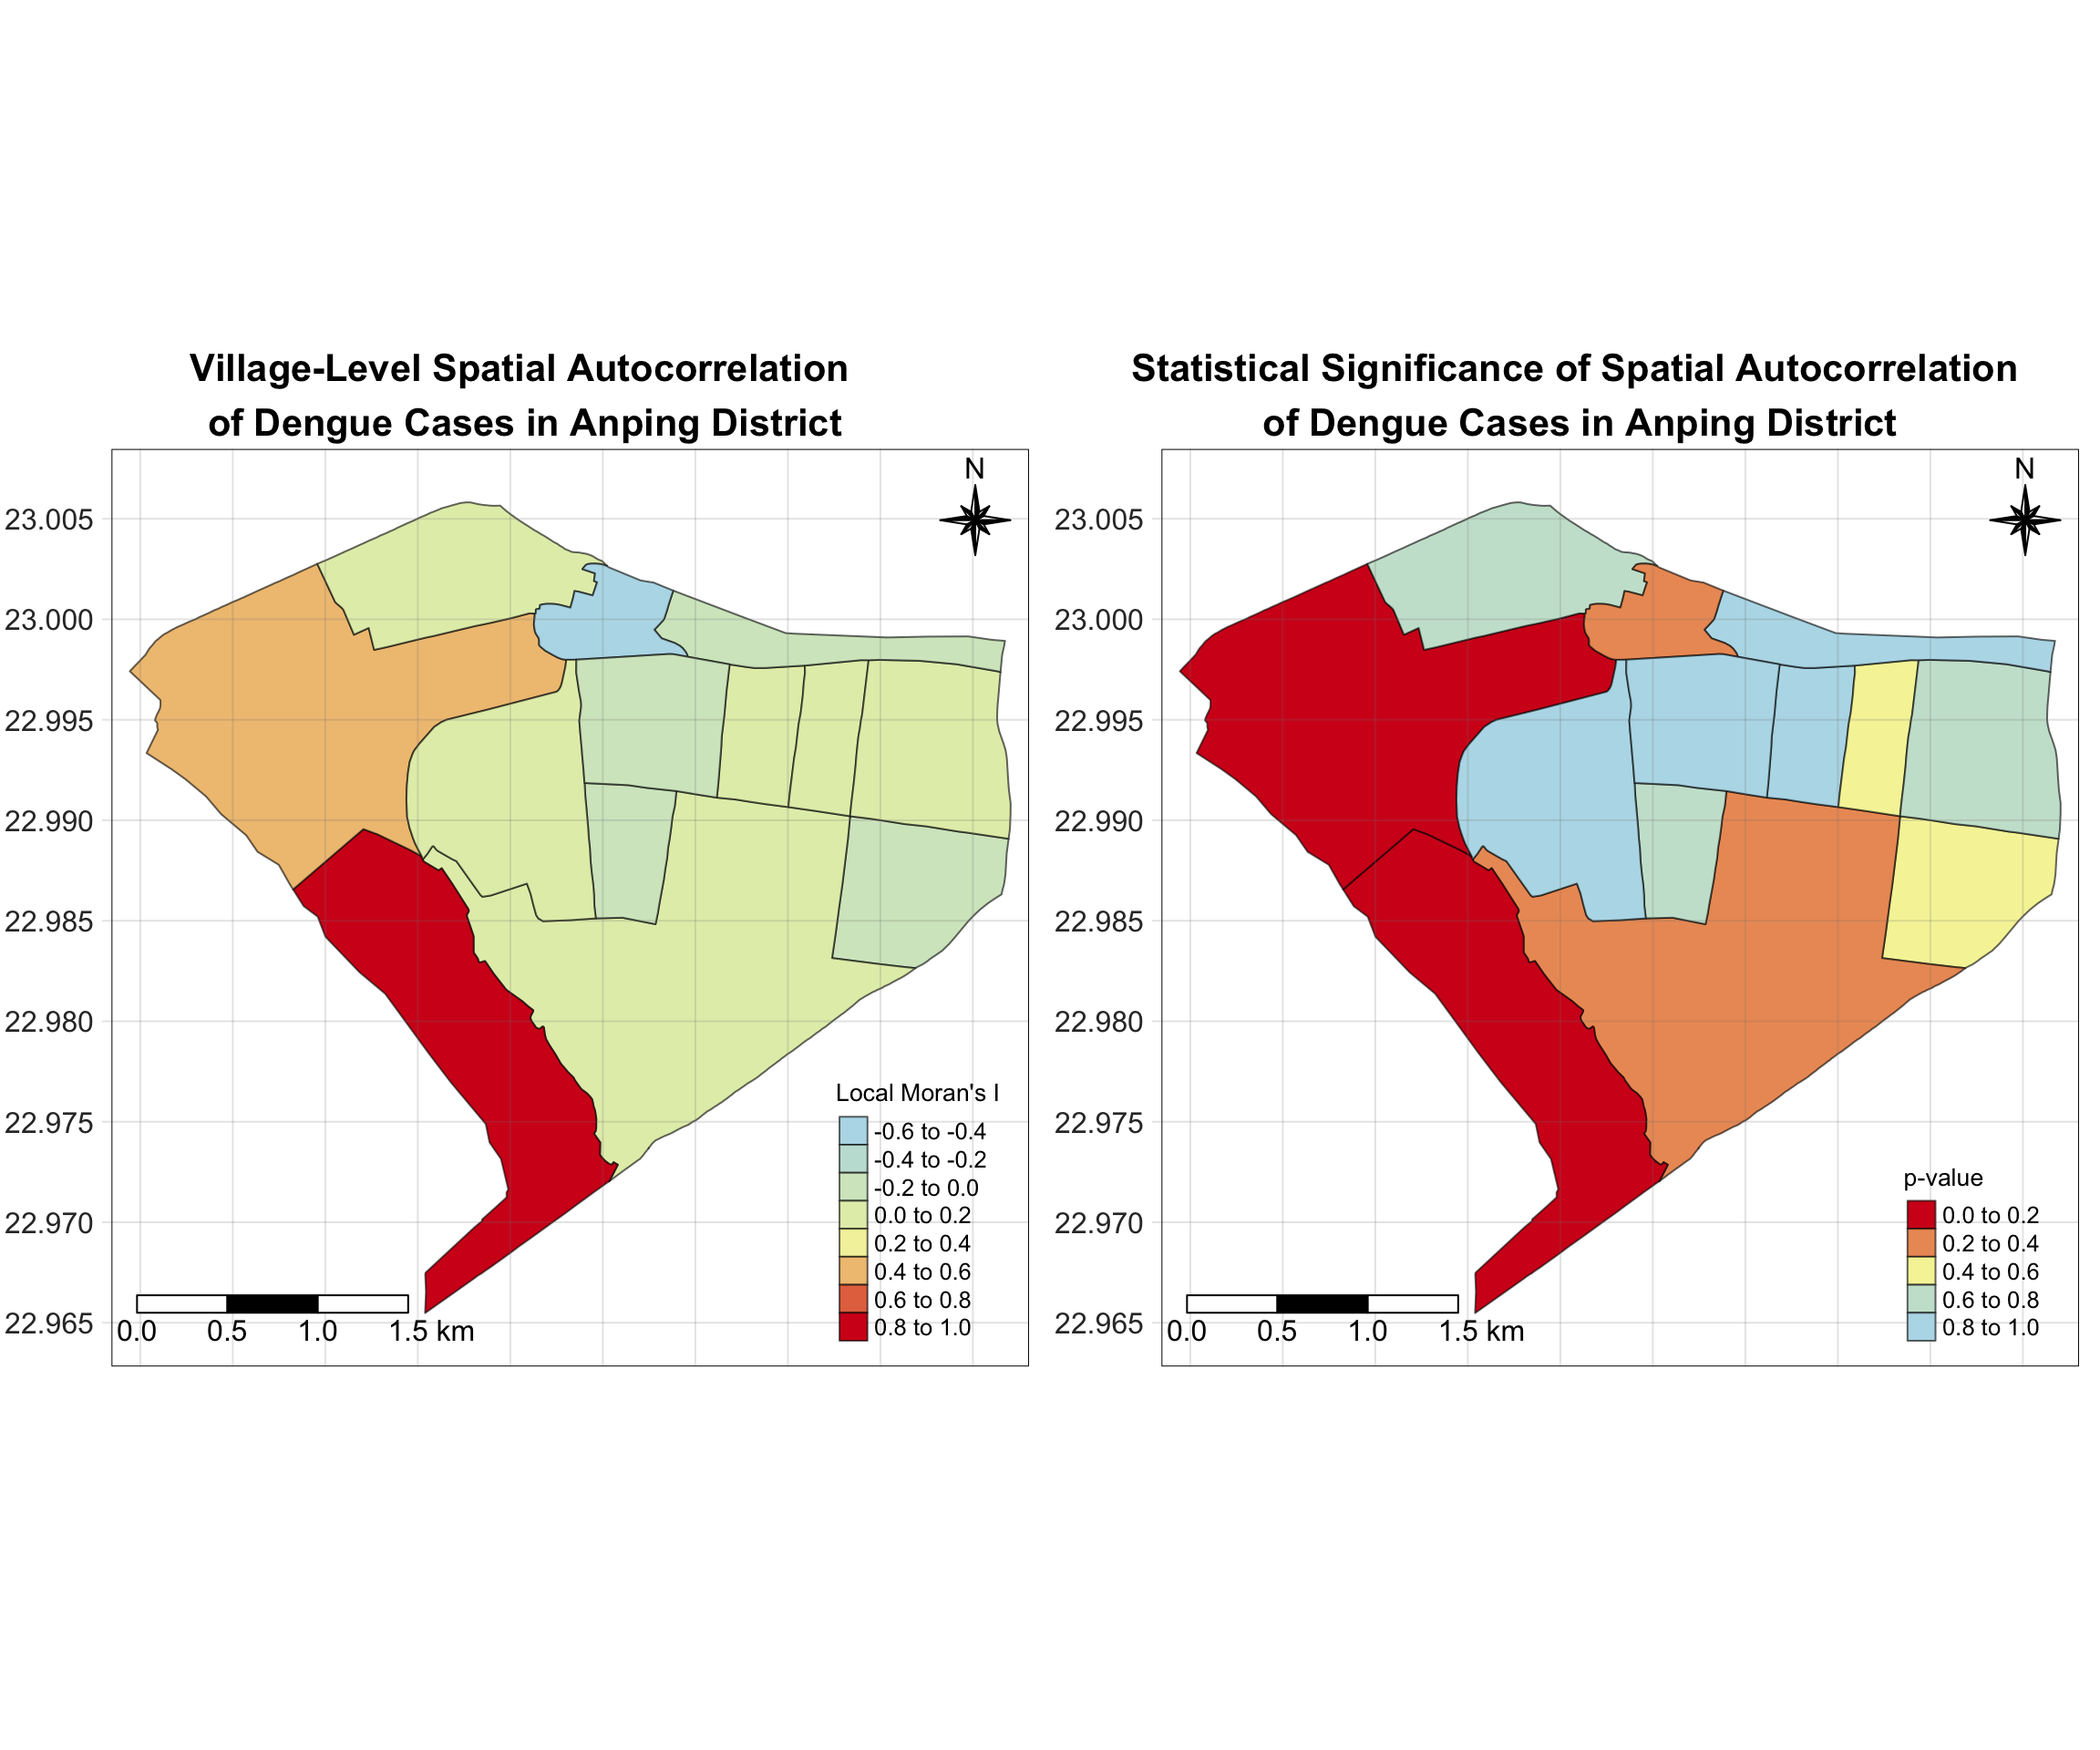 Village-Level Spatial Autocorrelation
of Dengue Cases in Anping District
N
23.005
23.000
22.995
22.990
22.985
22.980
22.975
22.970
22.965
Local Moran's I
-0.6 to -0.4
-0.4 to -0.2
-0.2 to 0.0
0.0 to 0.2
0.2 to 0.4
0.4 to 0.6
0.6 to 0.8
0.8 to 1.0
0.0 0.5 1.0 1.5 km
Statistical Significance of Spatial Autocorrelation
of Dengue Cases in Anping District
N
23.005
23.000
22.995
22.990
22.985
22.980
22.975
22.970
22.965
p-value
0.0 to 0.2
0.2 to 0.4
0.4 to 0.6
0.6 to 0.8
0.8 to 1.0
0.0 0.5 1.0 1.5 km